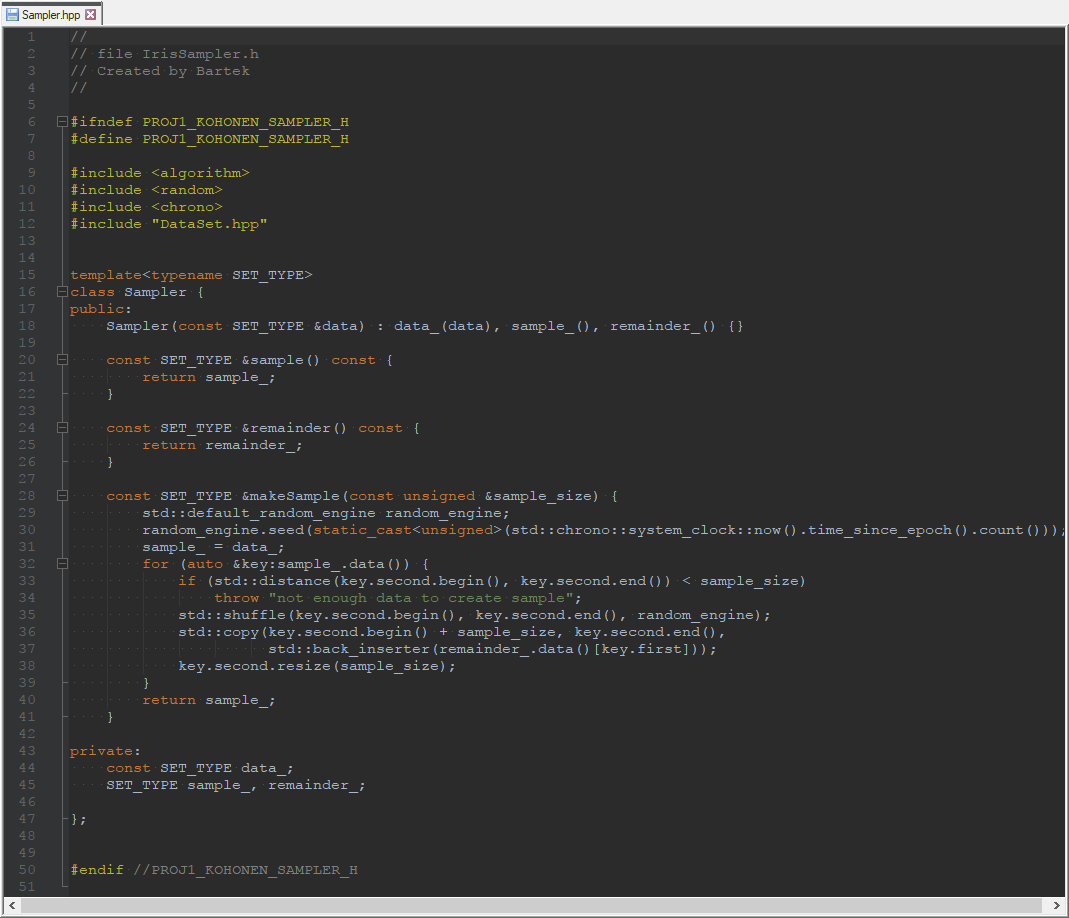 Sampler.hpp
1 //
2 // file IrisSampler.h
3 // Created by Bartek
4 //
5
6 #ifndef PROJ1_KOHONEN_SAMPLER_H
7 #define PROJ1_KOHONEN_SAMPLER_H
8
9 #include <algorithm>
10 #include <random>
11 #include <chrono>
12 #include "DataSet.hpp"
13
14
15 template<typename SET_TYPE>
16 class Sampler {
17 public:
18     Sampler(const SET_TYPE &data) : data_(data), sample_(), remainder_() {}
19
20     const SET_TYPE &sample() const {
21         return sample_;
22     }
23
24     const SET_TYPE &remainder() const {
25         return remainder_;
26     }
27
28     const SET_TYPE &makeSample(const unsigned &sample_size) {
29         std::default_random_engine random_engine;
30         random_engine.seed(static_cast<unsigned>(std::chrono::system_clock::now().time_since_epoch().count()));
31         sample_ = data_;
32         for (auto &key:sample_.data()) {
33             if (std::distance(key.second.begin(), key.second.end()) < sample_size)
34                 throw "not enough data to create sample";
35             std::shuffle(key.second.begin(), key.second.end(), random_engine);
36             std::copy(key.second.begin() + sample_size, key.second.end(),
37                       std::back_inserter(remainder_.data()[key.first]));
38             key.second.resize(sample_size);
39         }
40         return sample_;
41     }
42
43 private:
44     const SET_TYPE data_;
45     SET_TYPE sample_, remainder_;
46
47 };
48
49
50 #endif //PROJ1_KOHONEN_SAMPLER_H
51